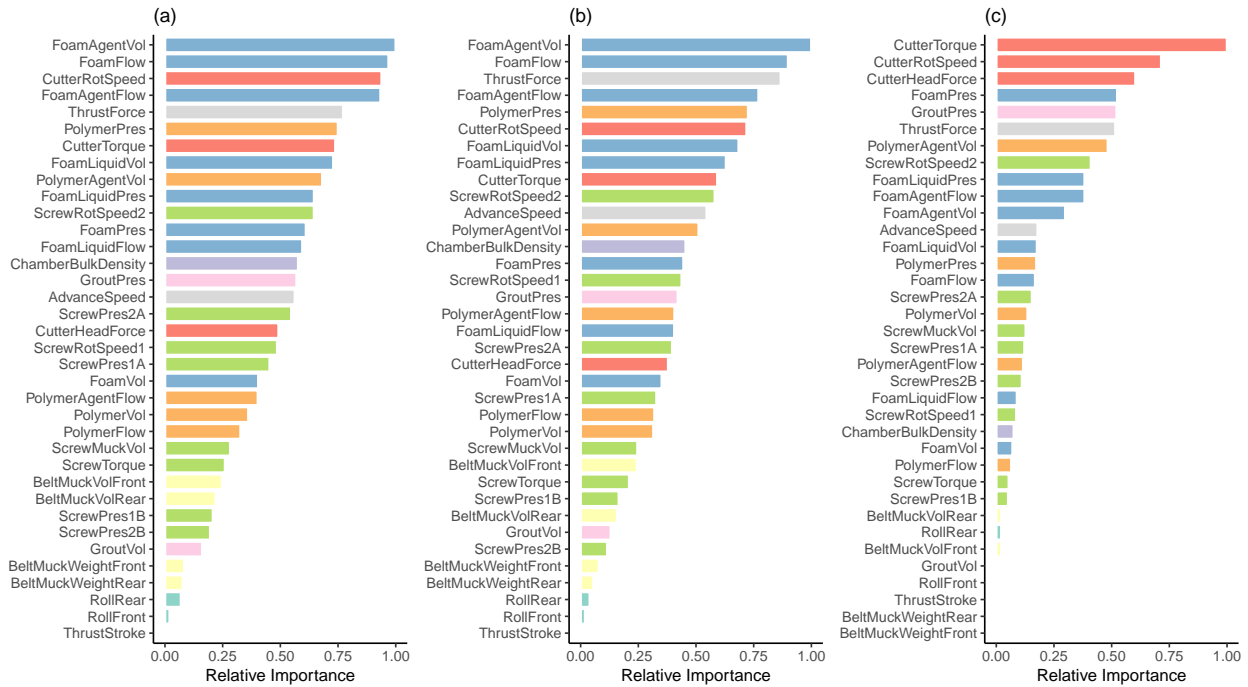 (a)
FoamAgentVol
FoamFlow
CutterRotSpeed
FoamAgentFlow
ThrustForce
PolymerPres
CutterTorque
FoamLiquidVol
PolymerAgentVol
FoamLiquidPres
ScrewRotSpeed2
FoamPres
FoamLiquidFlow
ChamberBulkDensity
GroutPres
AdvanceSpeed
ScrewPres2A
CutterHeadForce
ScrewRotSpeed1
ScrewPres1A
FoamVol
PolymerAgentFlow
PolymerVol
PolymerFlow
ScrewMuckVol
ScrewTorque
BeltMuckVolFront
BeltMuckVolRear
ScrewPres1B
ScrewPres2B
GroutVol
BeltMuckWeightFront
BeltMuckWeightRear
RollRear
RollFront
ThrustStroke
0.00 0.25 0.50 0.75 1.00
Relative Importance
(b)
FoamAgentVol
FoamFlow
ThrustForce
FoamAgentFlow
PolymerPres
CutterRotSpeed
FoamLiquidVol
FoamLiquidPres
CutterTorque
ScrewRotSpeed2
AdvanceSpeed
PolymerAgentVol
ChamberBulkDensity
FoamPres
ScrewRotSpeed1
GroutPres
PolymerAgentFlow
FoamLiquidFlow
ScrewPres2A
CutterHeadForce
FoamVol
ScrewPres1A
PolymerFlow
PolymerVol
ScrewMuckVol
BeltMuckVolFront
ScrewTorque
ScrewPres1B
BeltMuckVolRear
GroutVol
ScrewPres2B
BeltMuckWeightFront
BeltMuckWeightRear
RollRear
RollFront
ThrustStroke
0.00 0.25 0.50 0.75 1.00
Relative Importance
(c)
CutterTorque
CutterRotSpeed
CutterHeadForce
FoamPres
GroutPres
ThrustForce
PolymerAgentVol
ScrewRotSpeed2
FoamLiquidPres
FoamAgentFlow
FoamAgentVol
AdvanceSpeed
FoamLiquidVol
PolymerPres
FoamFlow
ScrewPres2A
PolymerVol
ScrewMuckVol
ScrewPres1A
PolymerAgentFlow
ScrewPres2B
FoamLiquidFlow
ScrewRotSpeed1
ChamberBulkDensity
FoamVol
PolymerFlow
ScrewTorque
ScrewPres1B
BeltMuckVolRear
RollRear
BeltMuckVolFront
GroutVol
RollFront
ThrustStroke
BeltMuckWeightRear
BeltMuckWeightFront
0.00 0.25 0.50 0.75 1.00
Relative Importance